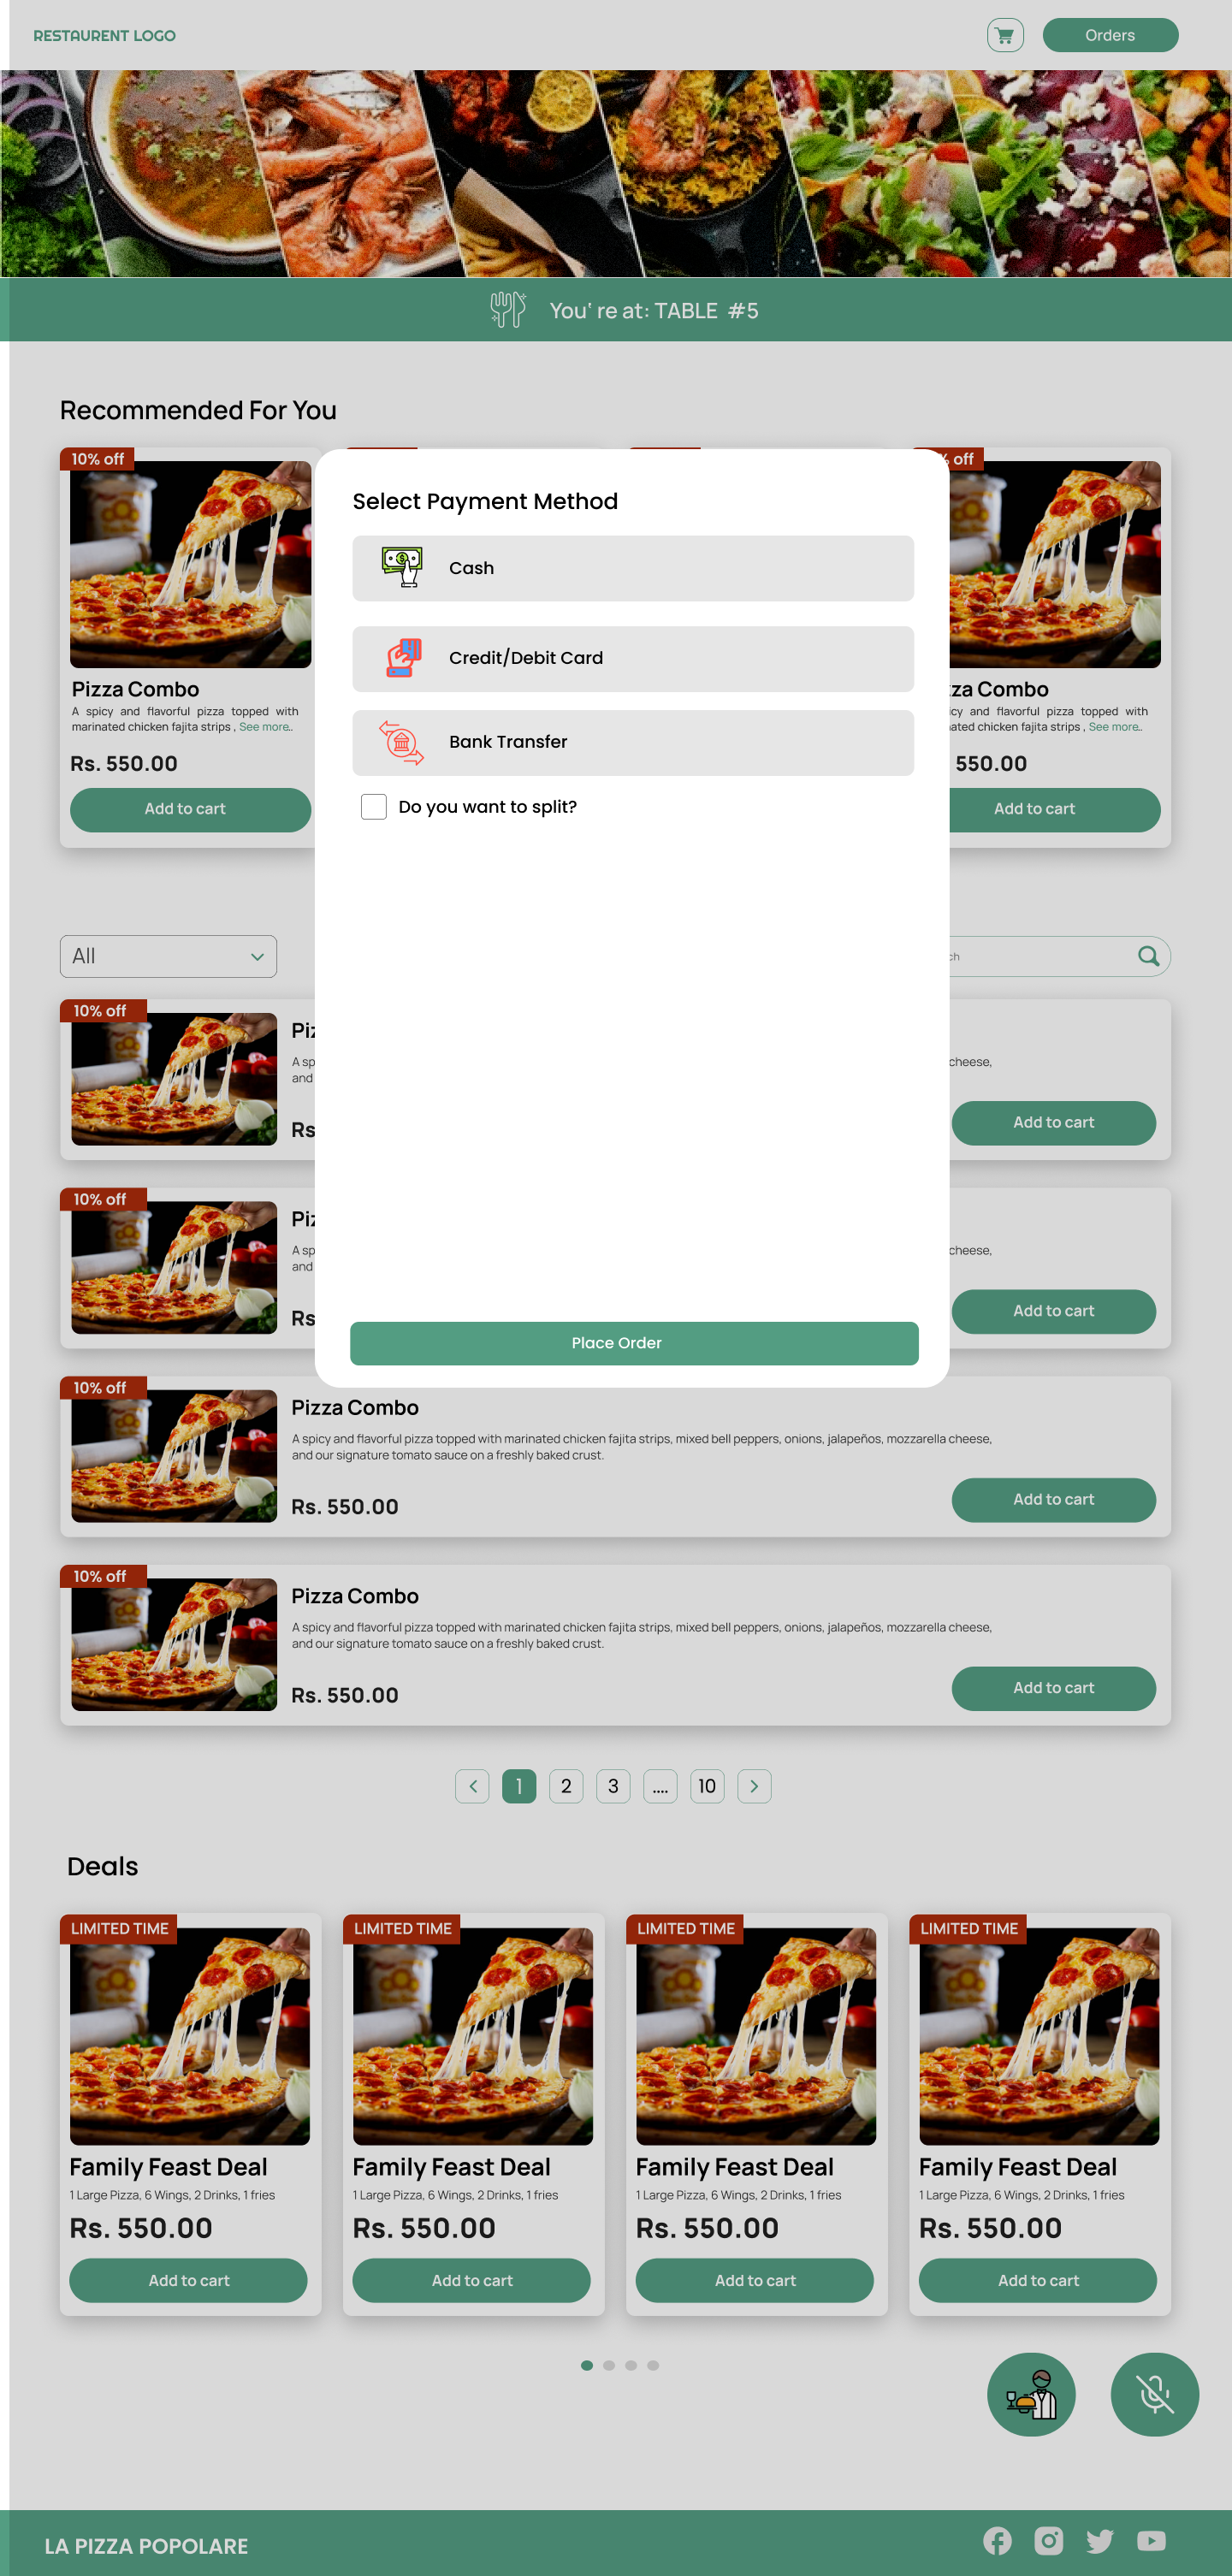 RESTAURENT LOGO
Orders
You' re at: TABLE #5
Recommended For You
10% off
off
Select Payment Method
Cash
Credit/Debit Card
Bank Transfer
Do you want to split?
Place Order
Pizza Combo
A spicy and flavorful pizza topped with
marinated chicken fajita strips , See more..
Rs. 550.00
Add to cart
Combo
and flavorful pizza topped with
chicken fajita strips , See more..
550.00
Add to cart
All
10% off
A
and
Rs
cheese,
Add to cart
10% off
A
and
Rs
cheese,
Add to cart
10% off
Pizza Combo
A spicy and flavorful pizza topped with marinated chicken fajita strips, mixed bell peppers, onions, jalapeños, mozzarella cheese,
and our signature tomato sauce on a freshly baked crust.
Rs. 550.00
Add to cart
10% off
Pizza Combo
A spicy and flavorful pizza topped with marinated chicken fajita strips, mixed bell peppers, onions, jalapeños, mozzarella cheese,
and our signature tomato sauce on a freshly baked crust.
Rs. 550.00
Add to cart
1 2 3 .... 10
Deals
LIMITED TIME
Family Feast Deal
1 Large Pizza, 6 Wings, 2 Drinks, 1 fries
Rs. 550.00
Add to cart
LIMITED TIME
Family Feast Deal
1 Large Pizza, 6 Wings, 2 Drinks, 1 fries
Rs. 550.00
Add to cart
LIMITED TIME
Family Feast Deal
1 Large Pizza, 6 Wings, 2 Drinks, 1 fries
Rs. 550.00
Add to cart
LIMITED TIME
Family Feast Deal
1 Large Pizza, 6 Wings, 2 Drinks, 1 fries
Rs. 550.00
Add to cart
LA PIZZA POPOLARE